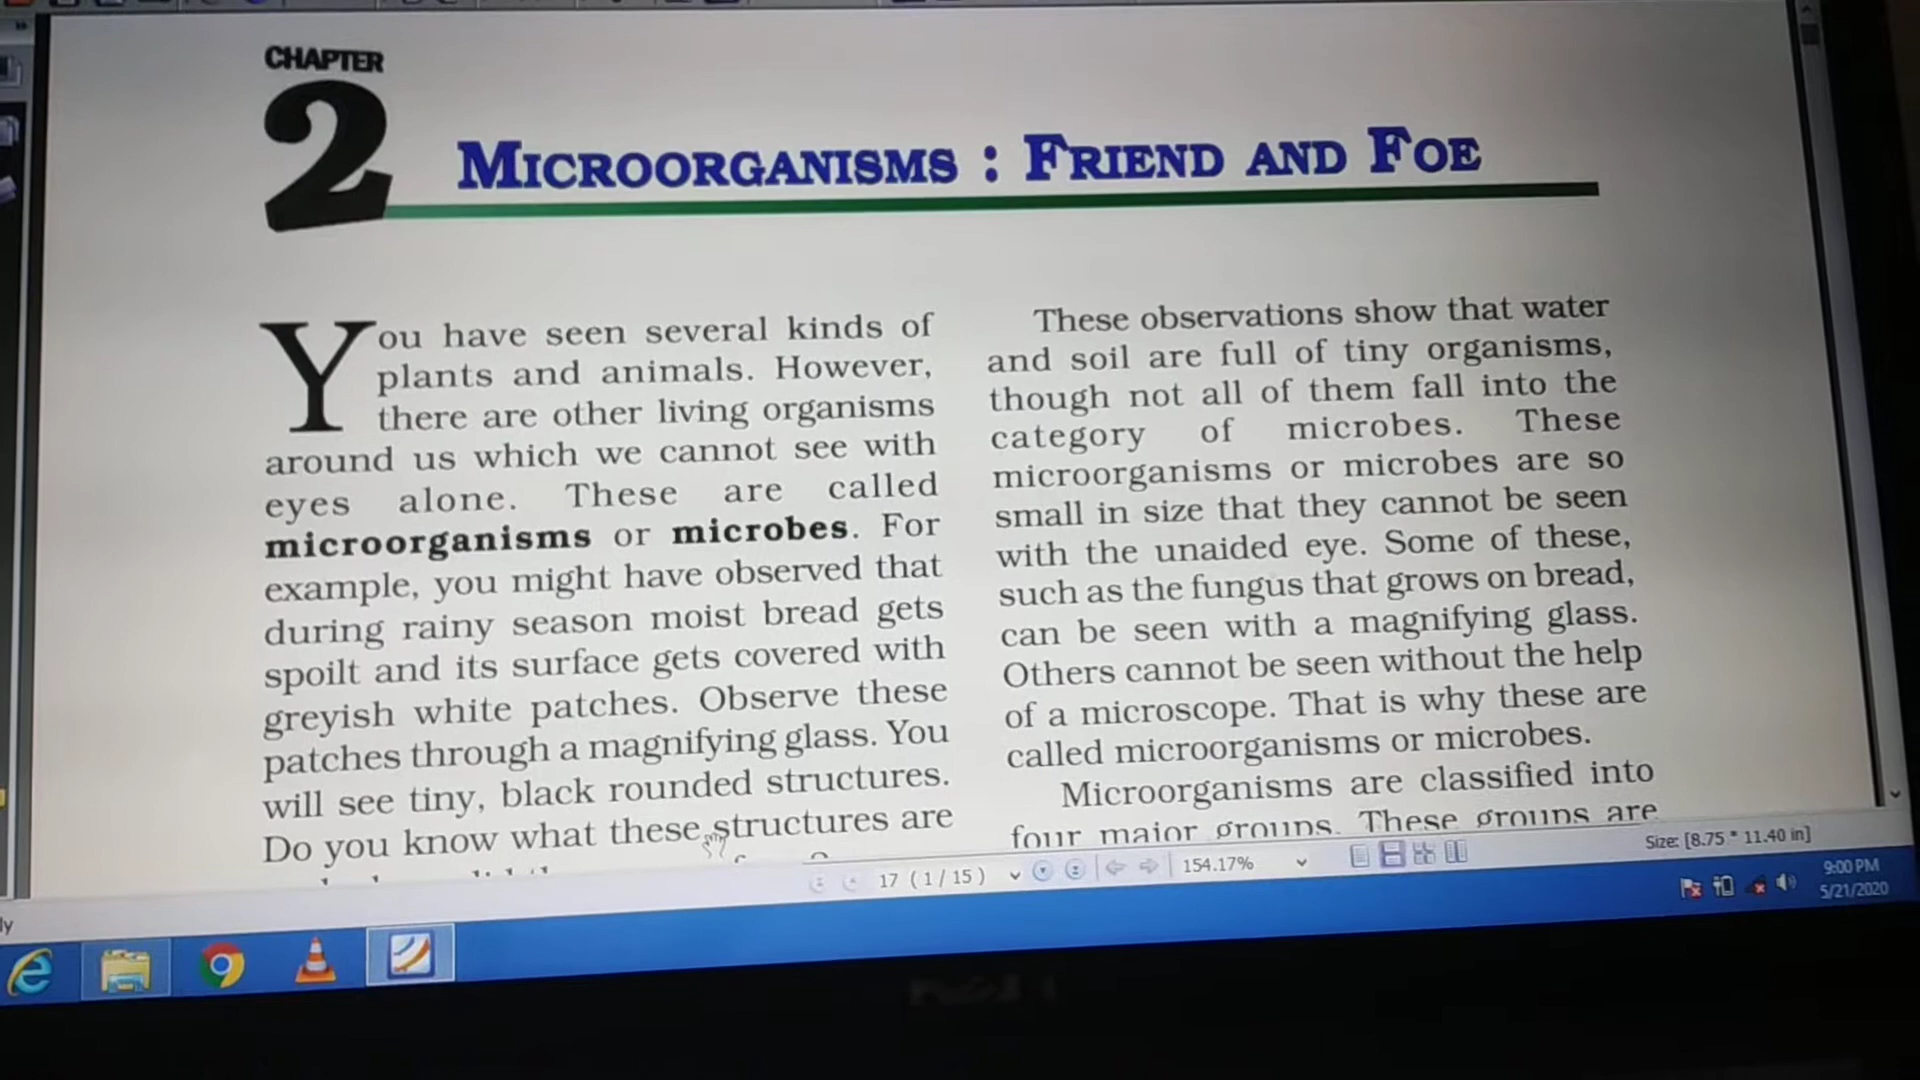 CHAPTER
2
MICROORGANISMS : FRIEND AND FOE
You have seen several kinds of
plants and animals. However,
there are other living organisms
around us which we cannot see with
eyes alone. These are called
microorganisms or microbes. For
example, you might have observed that
during rainy season moist bread gets
spoilt and its surface gets covered with
greyish white patches. Observe these
patches through a magnifying glass. You
will see tiny, black rounded structures.
Do you know what these structures are
These observations show that water
and soil are full of tiny organisms,
though not all of them fall into the
category of microbes. These
microorganisms or microbes are so
small in size that they cannot be seen
with the unaided eye. Some of these,
such as the fungus that grows on bread,
can be seen with a magnifying glass.
Others cannot be seen without the help
of a microscope. That is why these are
called microorganisms or microbes.
Microorganisms are classified into
four major groups. These groups are
17 (1 / 15)
154.17%
Size: [8.75 * 11.40 in]
9:00 PM
5/21/2020